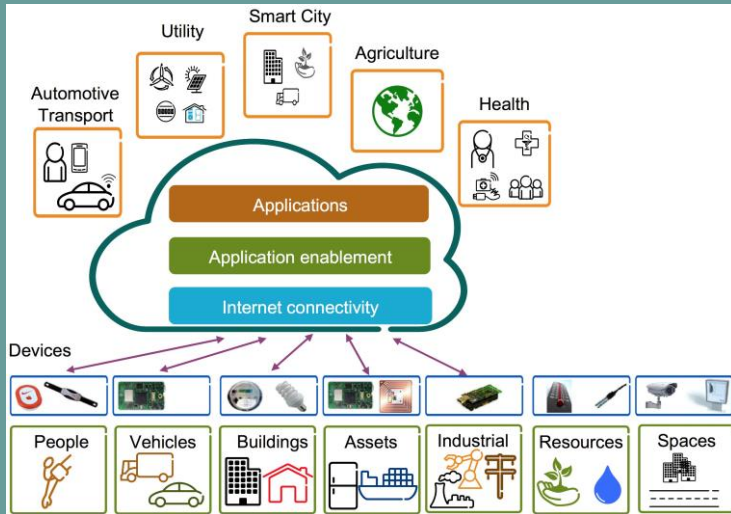 Smart City
Utility
Agriculture
Automotive
Transport
Health
Applications
Application enablement
Internet connectivity
Devices
People
Vehicles
Buildings
Assets
Industrial
Resources
Spaces